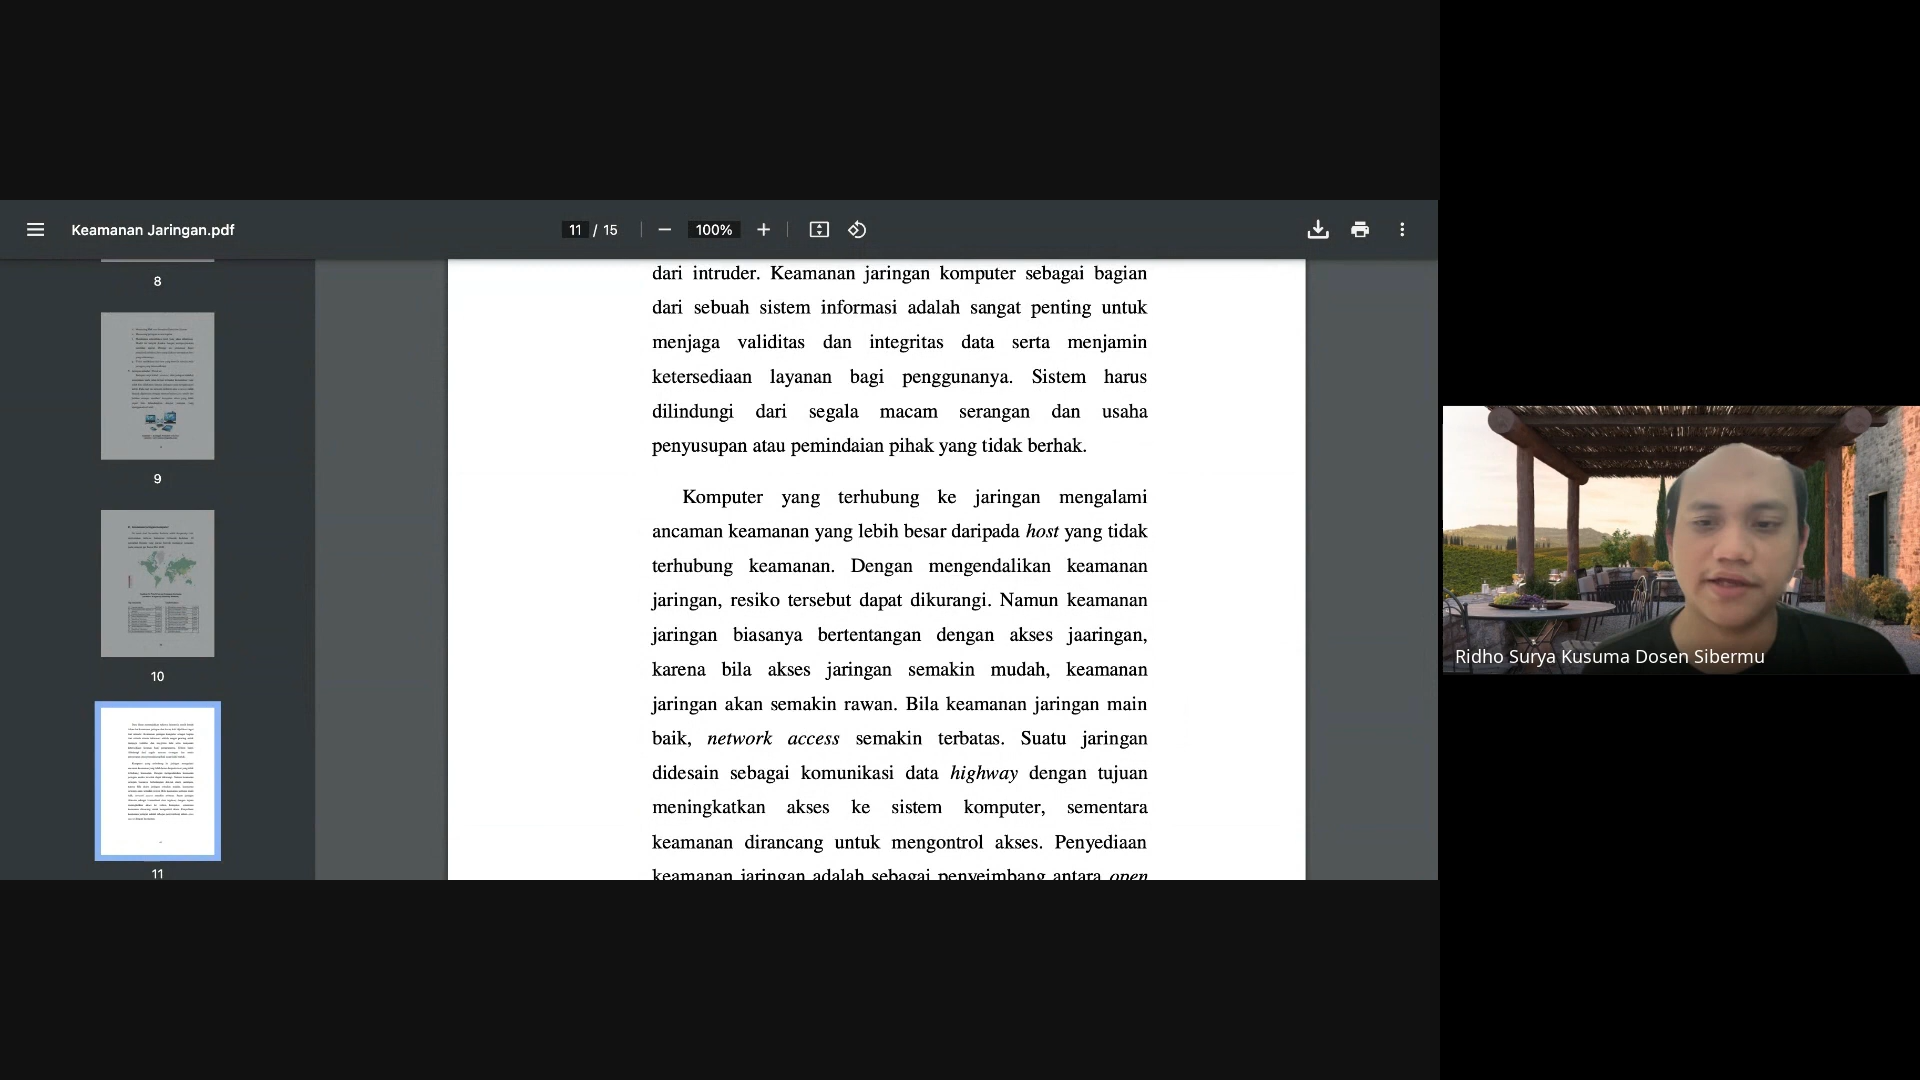 Keamanan Jaringan.pdf
11 / 15
100%
8
9
10
11
dari intruder. Keamanan jaringan komputer sebagai bagian
dari sebuah sistem informasi adalah sangat penting untuk
menjaga validitas dan integritas data serta menjamin
ketersediaan layanan bagi penggunanya. Sistem harus
dilindungi dari segala macam serangan dan usaha
penyusupan atau pemindaian pihak yang tidak berhak.
Komputer yang terhubung ke jaringan mengalami
ancaman keamanan yang lebih besar daripada host yang tidak
terhubung keamanan. Dengan mengendalikan keamanan
jaringan, resiko tersebut dapat dikurangi. Namun keamanan
jaringan biasanya bertentangan dengan akses jaaringan,
karena bila akses jaringan semakin mudah, keamanan
jaringan akan semakin rawan. Bila keamanan jaringan main
baik, network access semakin terbatas. Suatu jaringan
didesain sebagai komunikasi data highway dengan tujuan
meningkatkan akses ke sistem komputer, sementara
keamanan dirancang untuk mengontrol akses. Penyediaan
keamanan jaringan adalah sebagai penyeimbang antara open
Ridho Surya Kusuma Dosen Sibermu